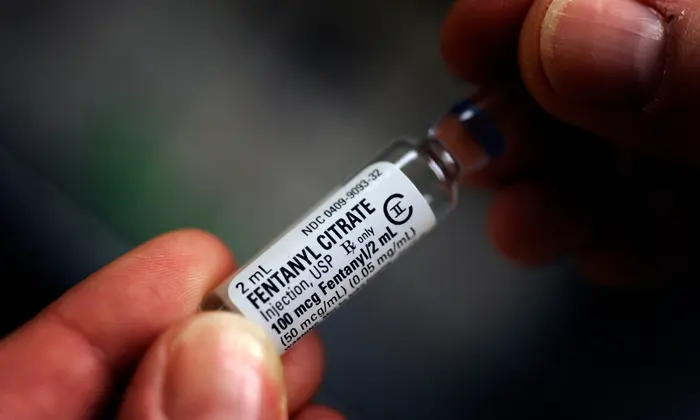 NDC 0409-9093-32
2 mL
FENTANYL CITRATE
CII
Injection, USP ℞ only
100 mcg Fentanyl/2 mL
(50 mcg/mL) (0.05 mg/mL)